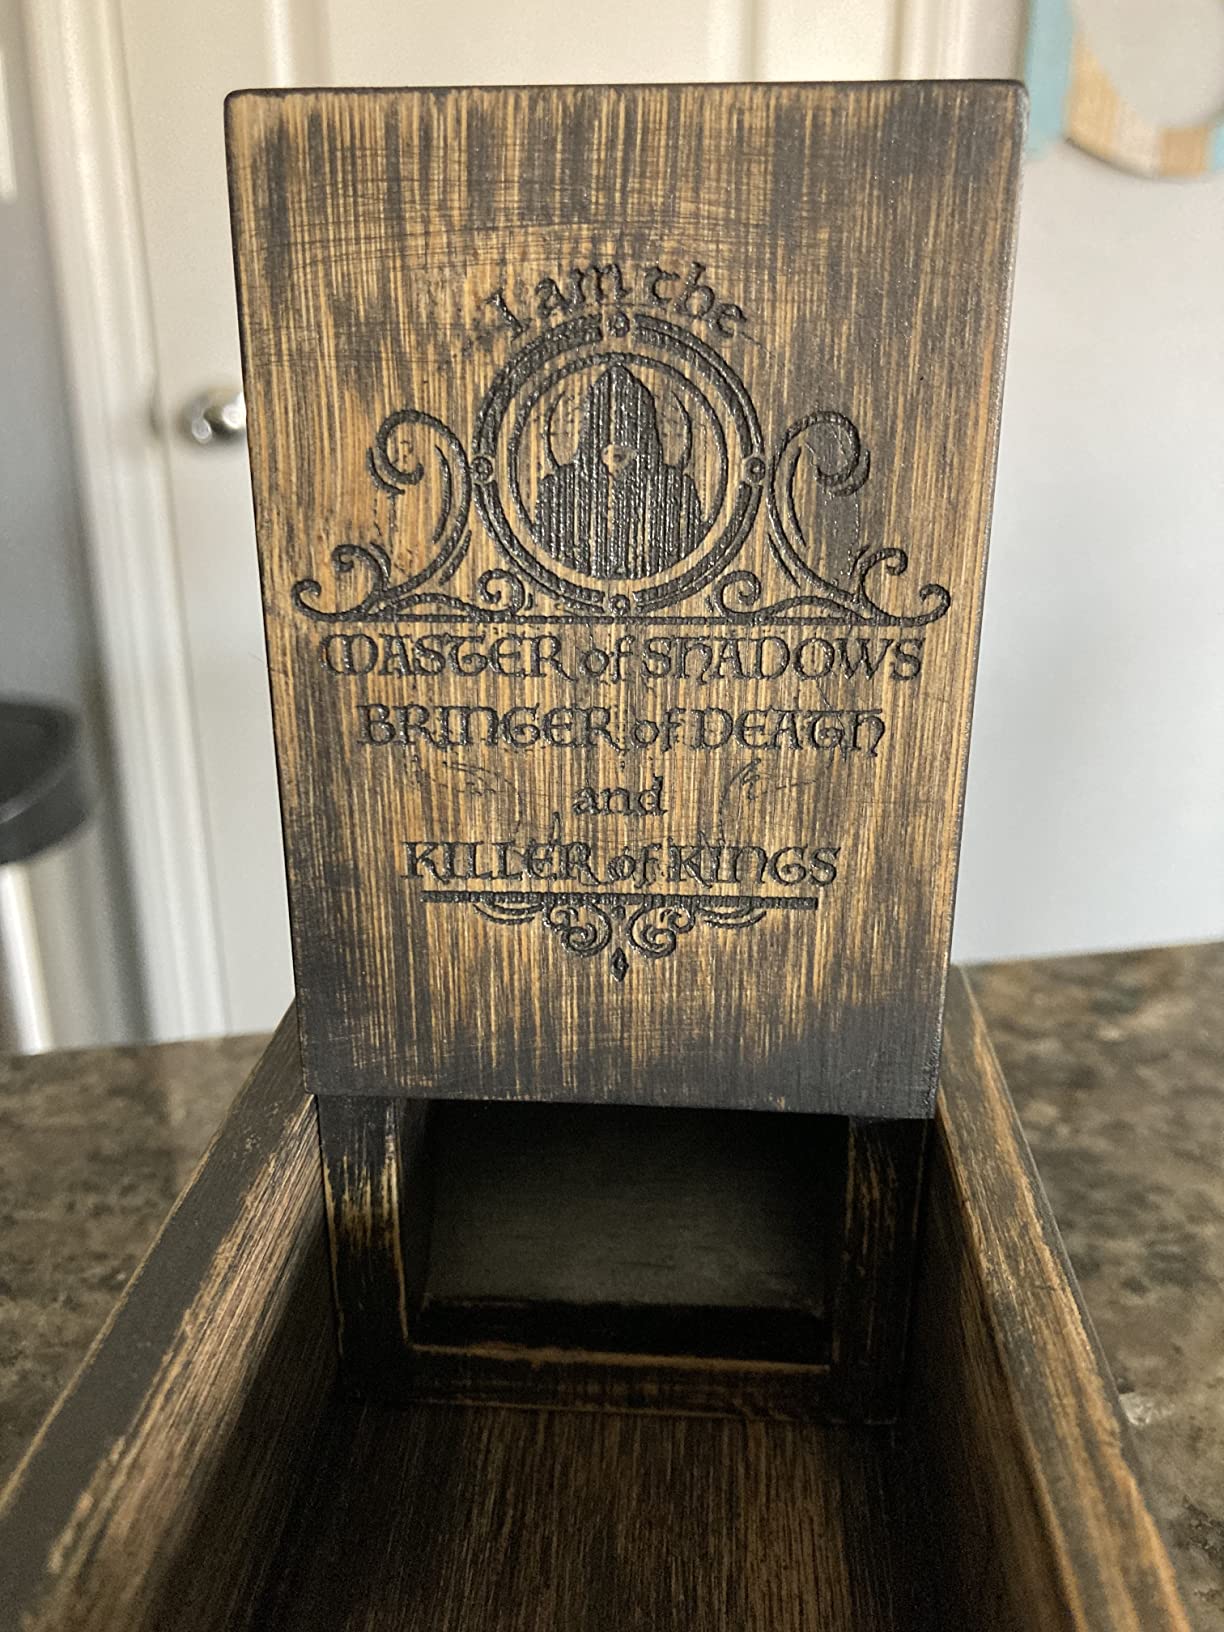 I am the
MASTER of SHADOWS
BRINGER of DEATH
and
KILLER of KINGS